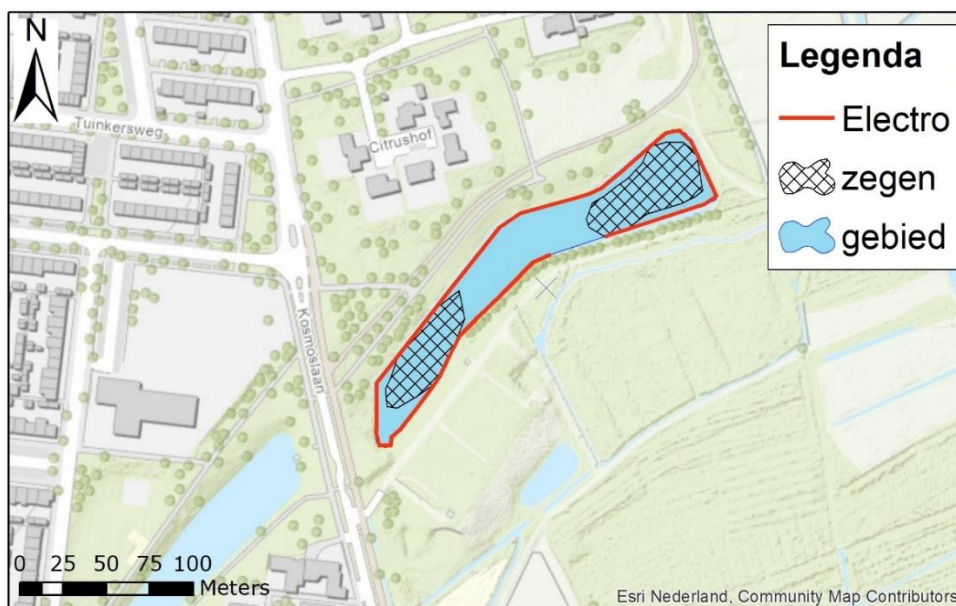 N
Legenda
Electro
zegen
gebied
Tuinkersweg
Citrushof
Kosmoslaan
0 25 50 75 100
Meters
Esri Nederland, Community Map Contributors